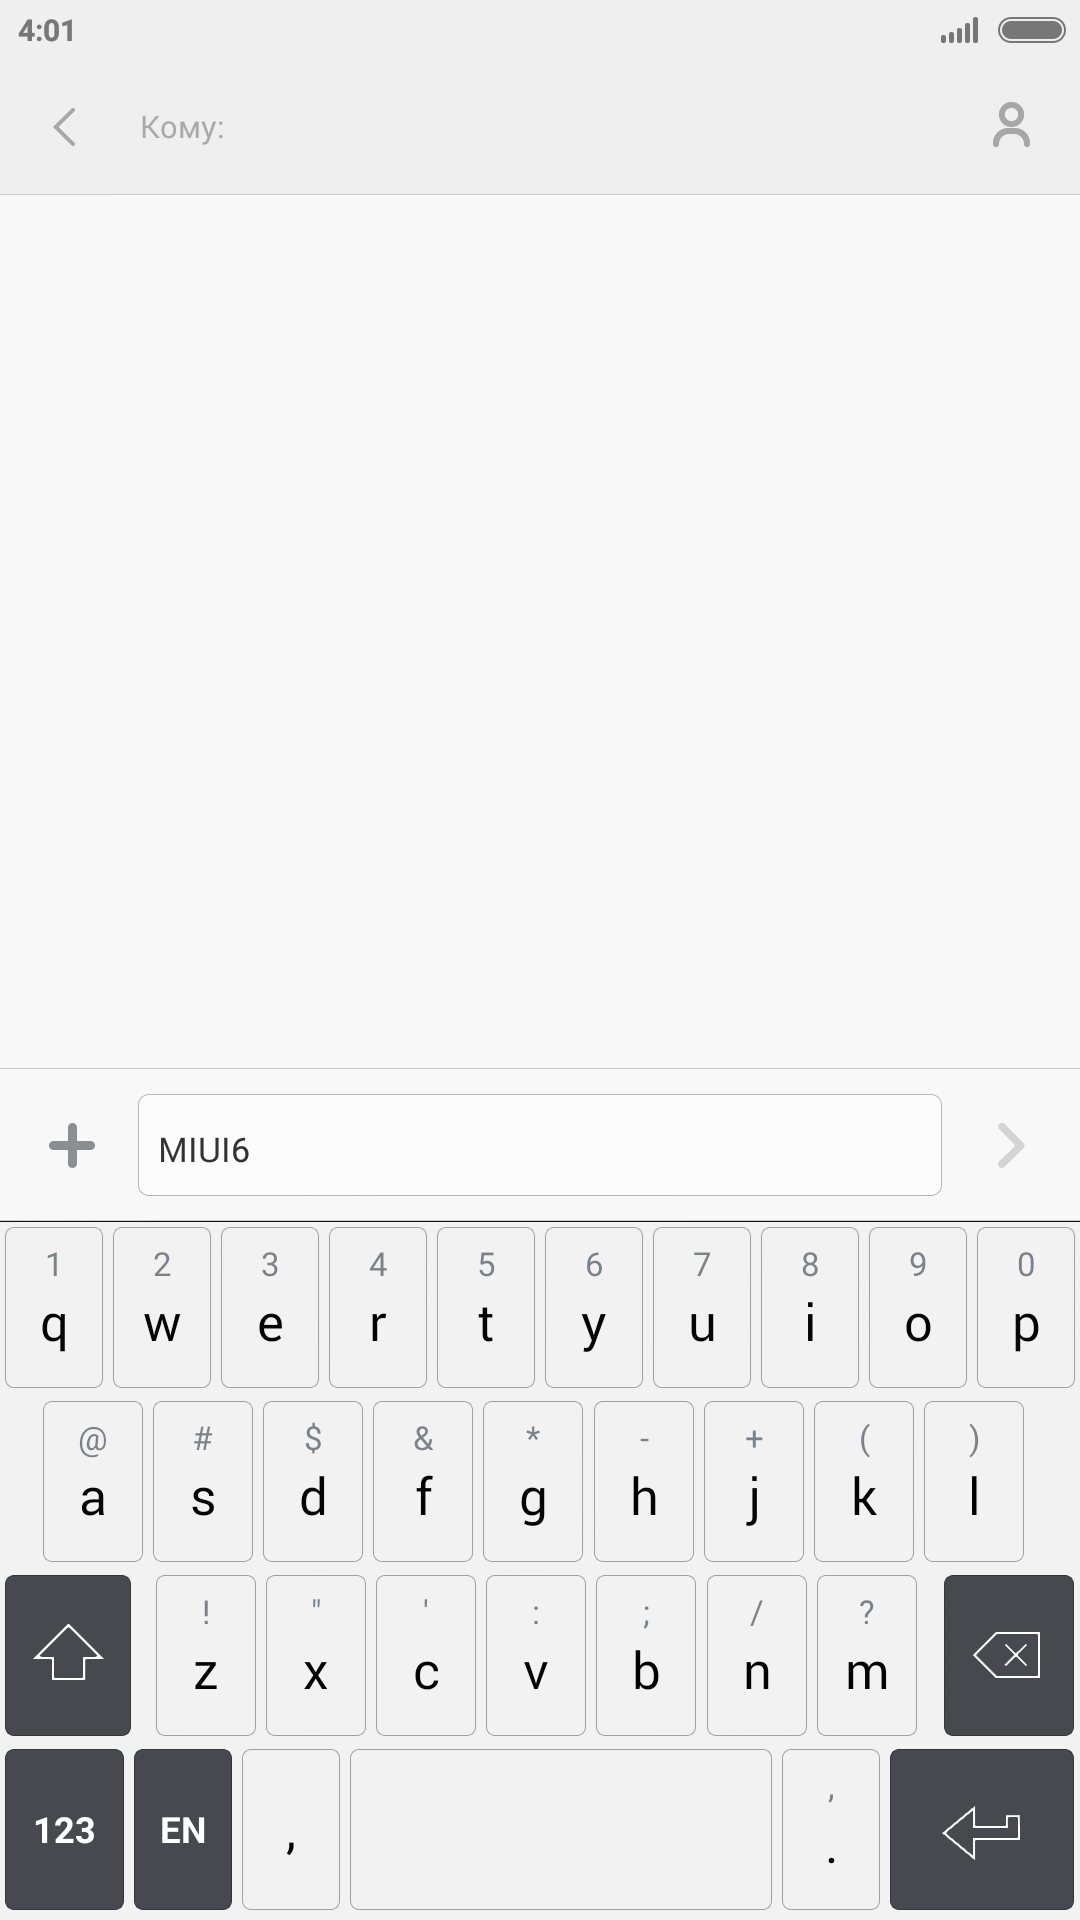 4:01
Кому:
MIUI6
1 2 3 4 5 6 7 8 9 0
q w e r t y u i o p
@ # $ & * - + ( )
a s d f g h j k l
! " ' : ; / ?
z x c v b n m
,
123 EN , .